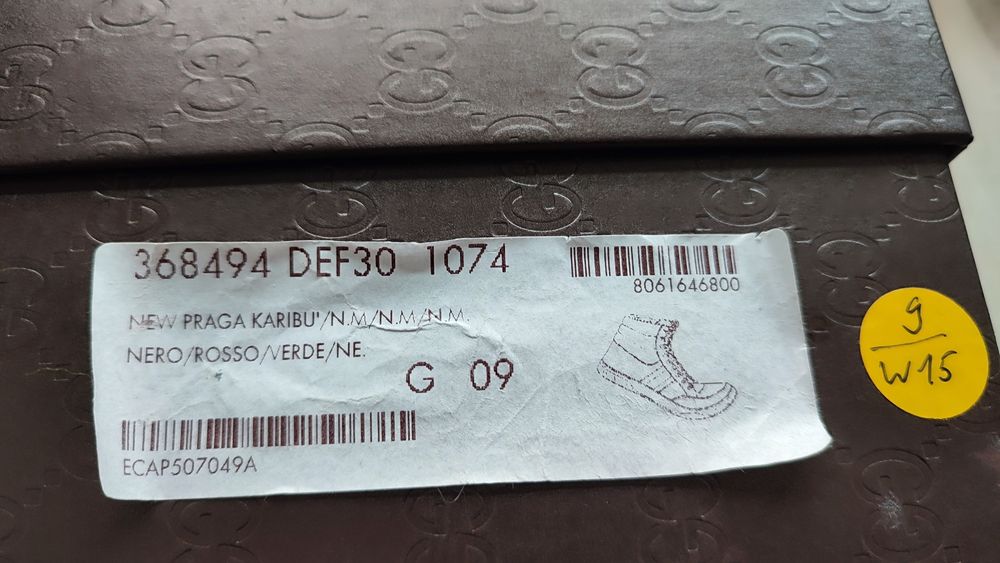 368494 DEF30 1074
8061646800
NEW PRAGA KARIBU'/N.M/N.M/N.M.
NERO/ROSSO/VERDE/NE.
G 09
ECAP507049A
9
W15